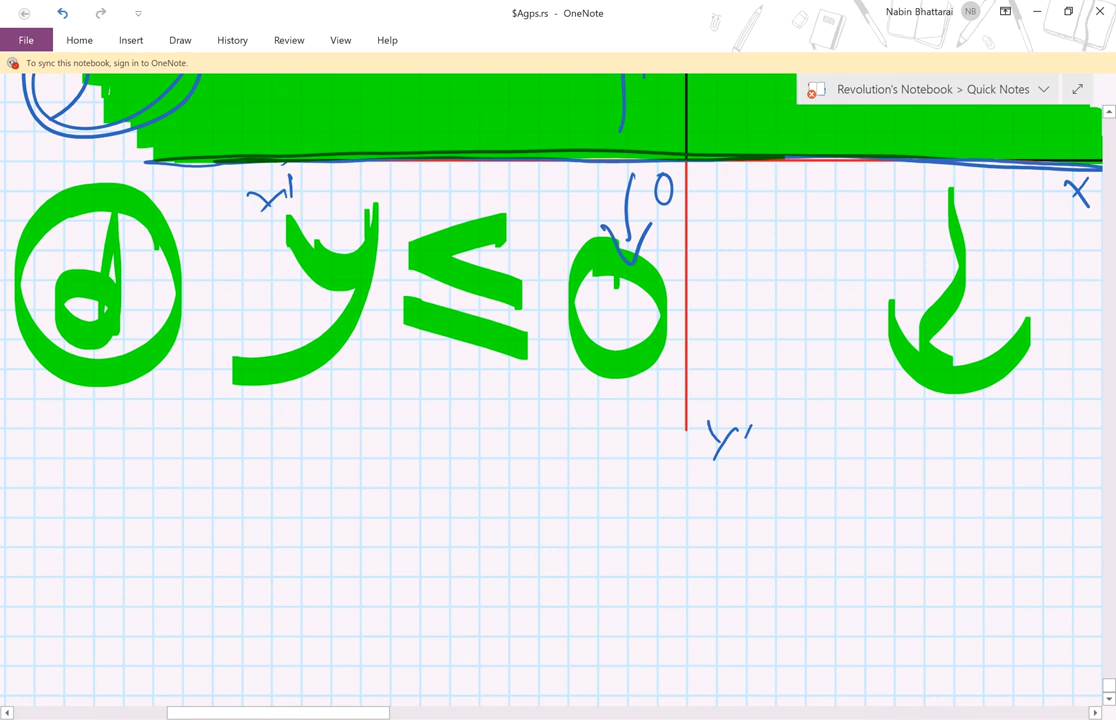 $Agps.rs - OneNote
Nabin Bhattarai NB
File Home Insert Draw History Review View Help
To sync this notebook, sign in to OneNote.
Revolution's Notebook > Quick Notes
x' 0 x
d y ≤ 0
y'